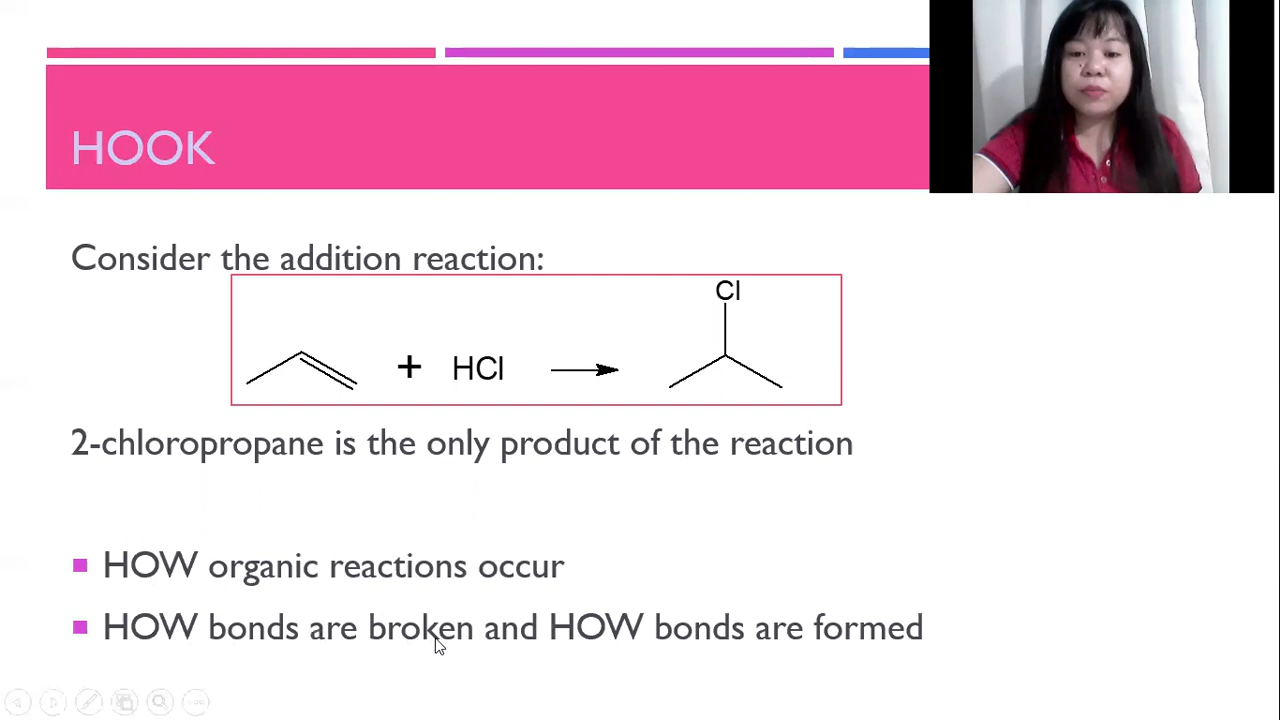 HOOK
Consider the addition reaction:
Cl
+ HCl
2-chloropropane is the only product of the reaction
HOW organic reactions occur
HOW bonds are broken and HOW bonds are formed